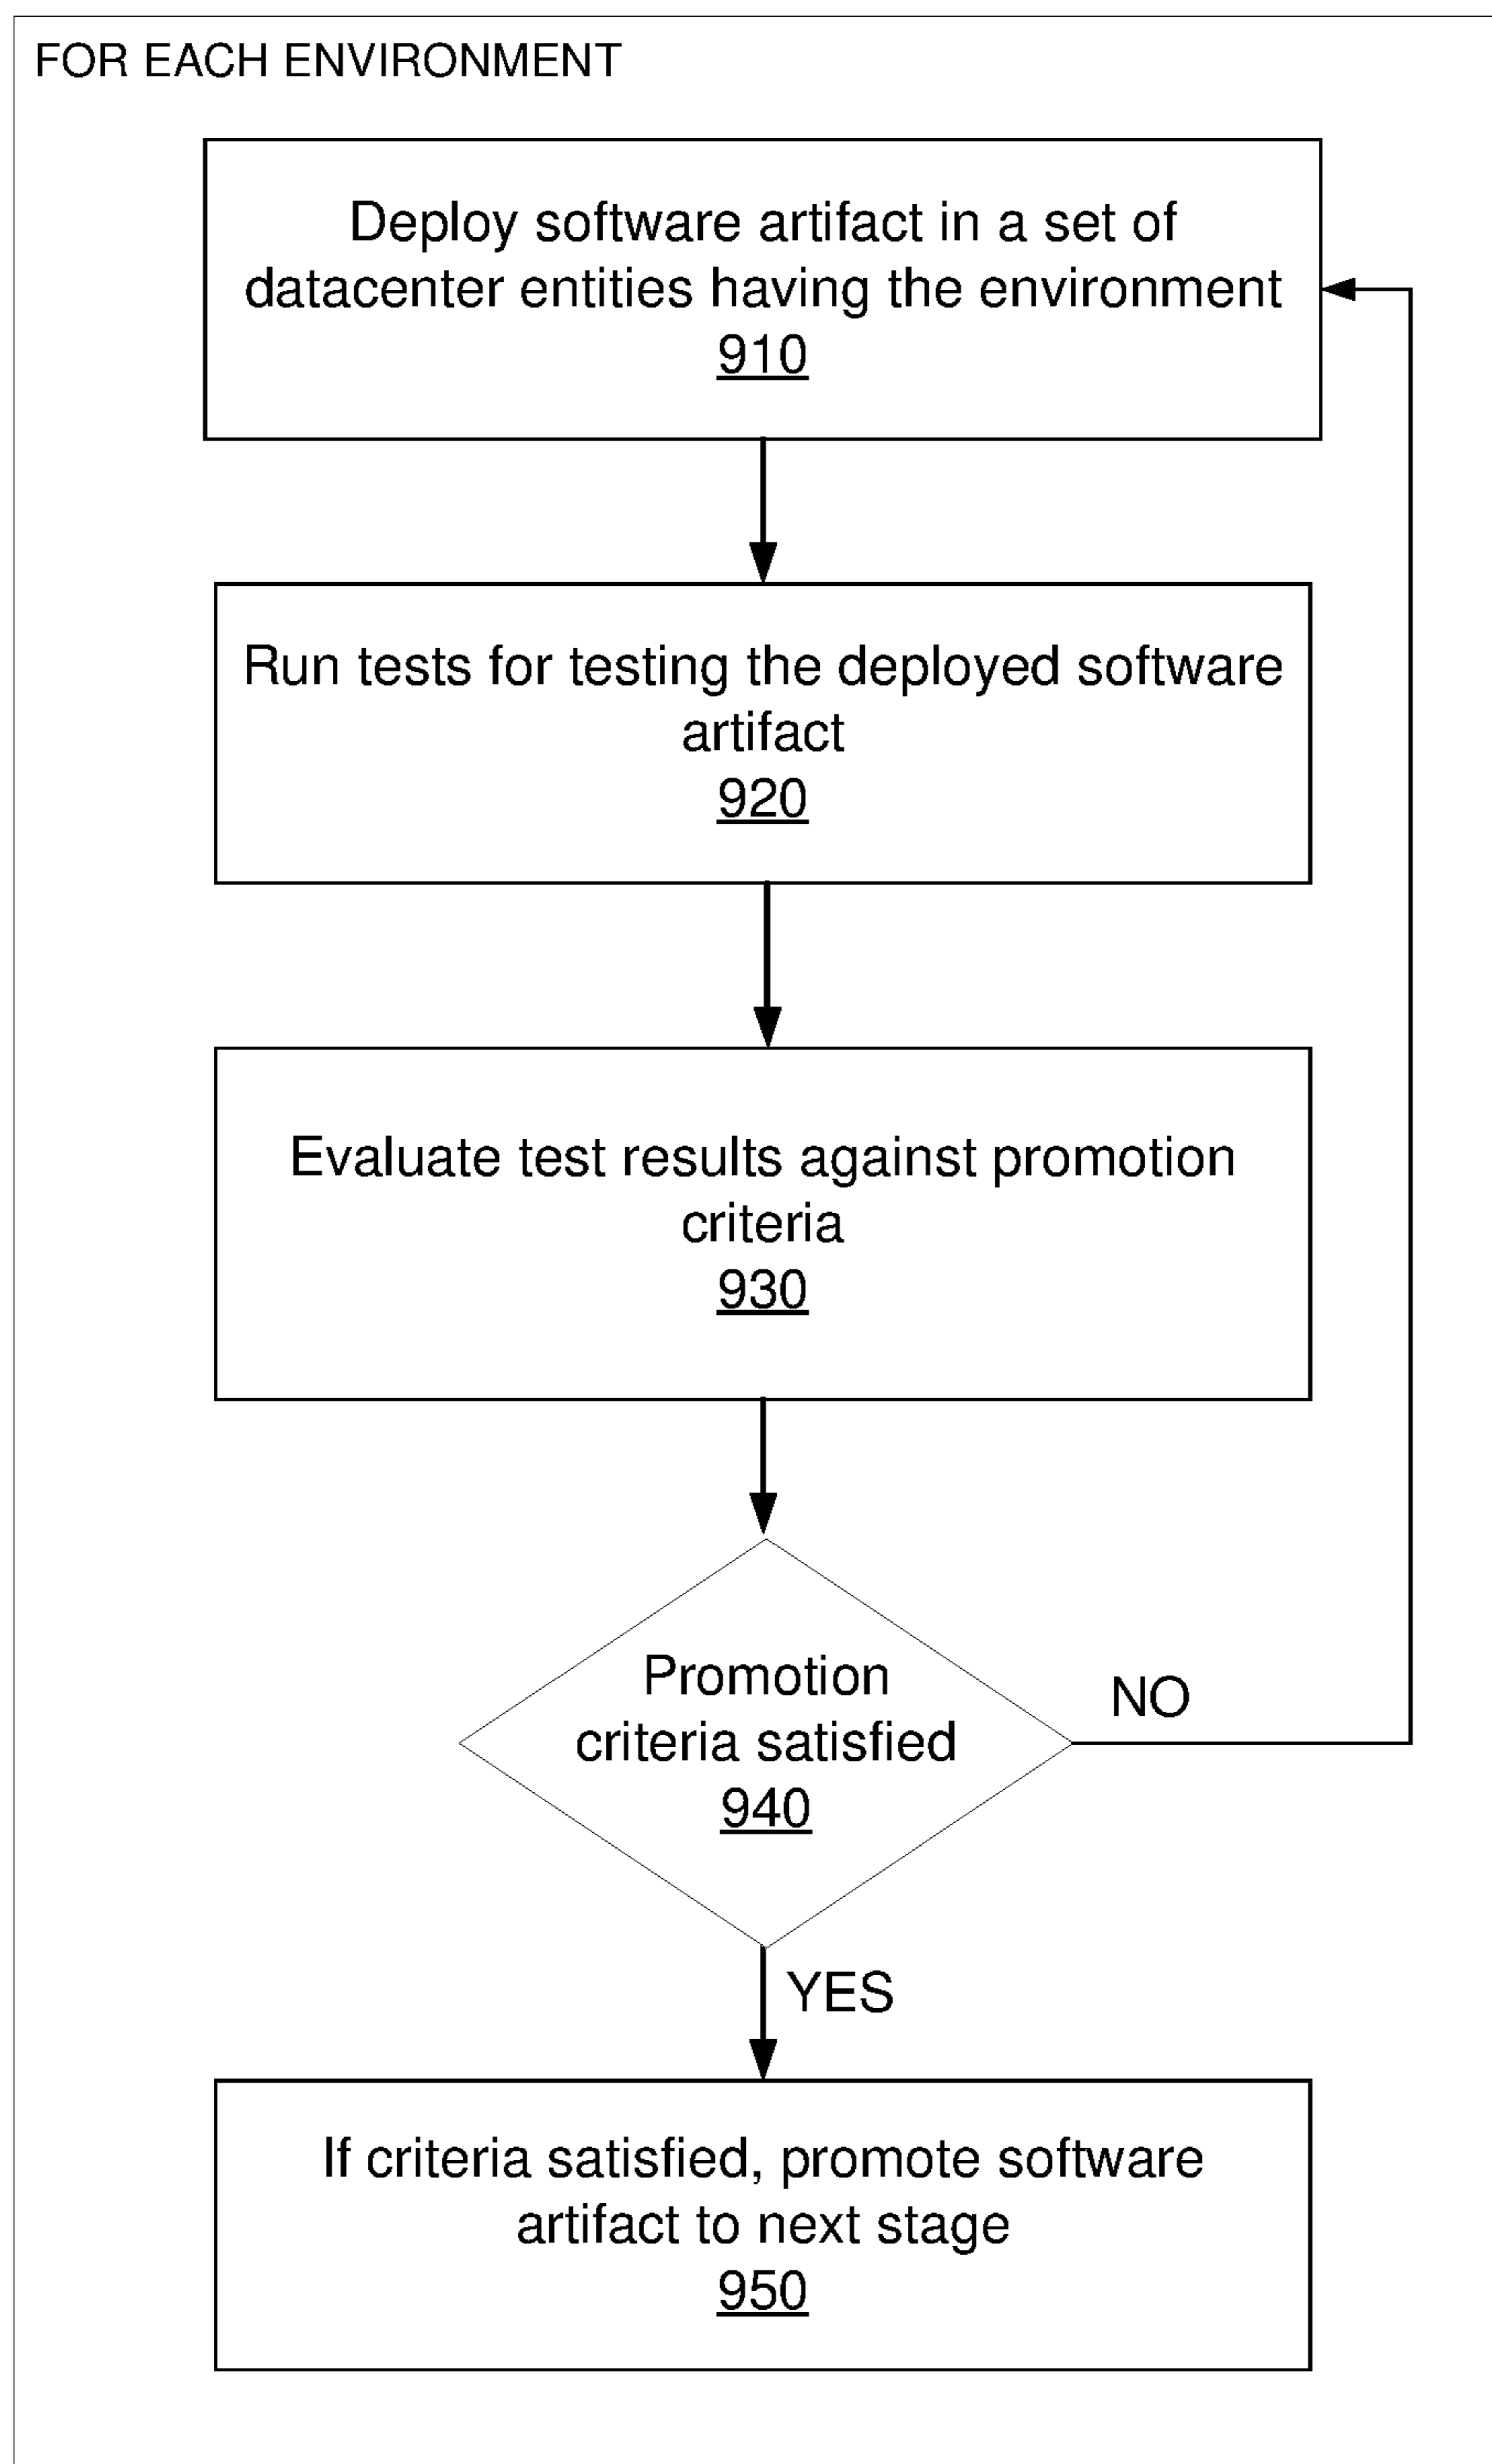 FOR EACH ENVIRONMENT
Deploy software artifact in a set of
datacenter entities having the environment
910
Run tests for testing the deployed software
artifact
920
Evaluate test results against promotion
criteria
930
Promotion
criteria satisfied
940
NO
YES
If criteria satisfied, promote software
artifact to next stage
950